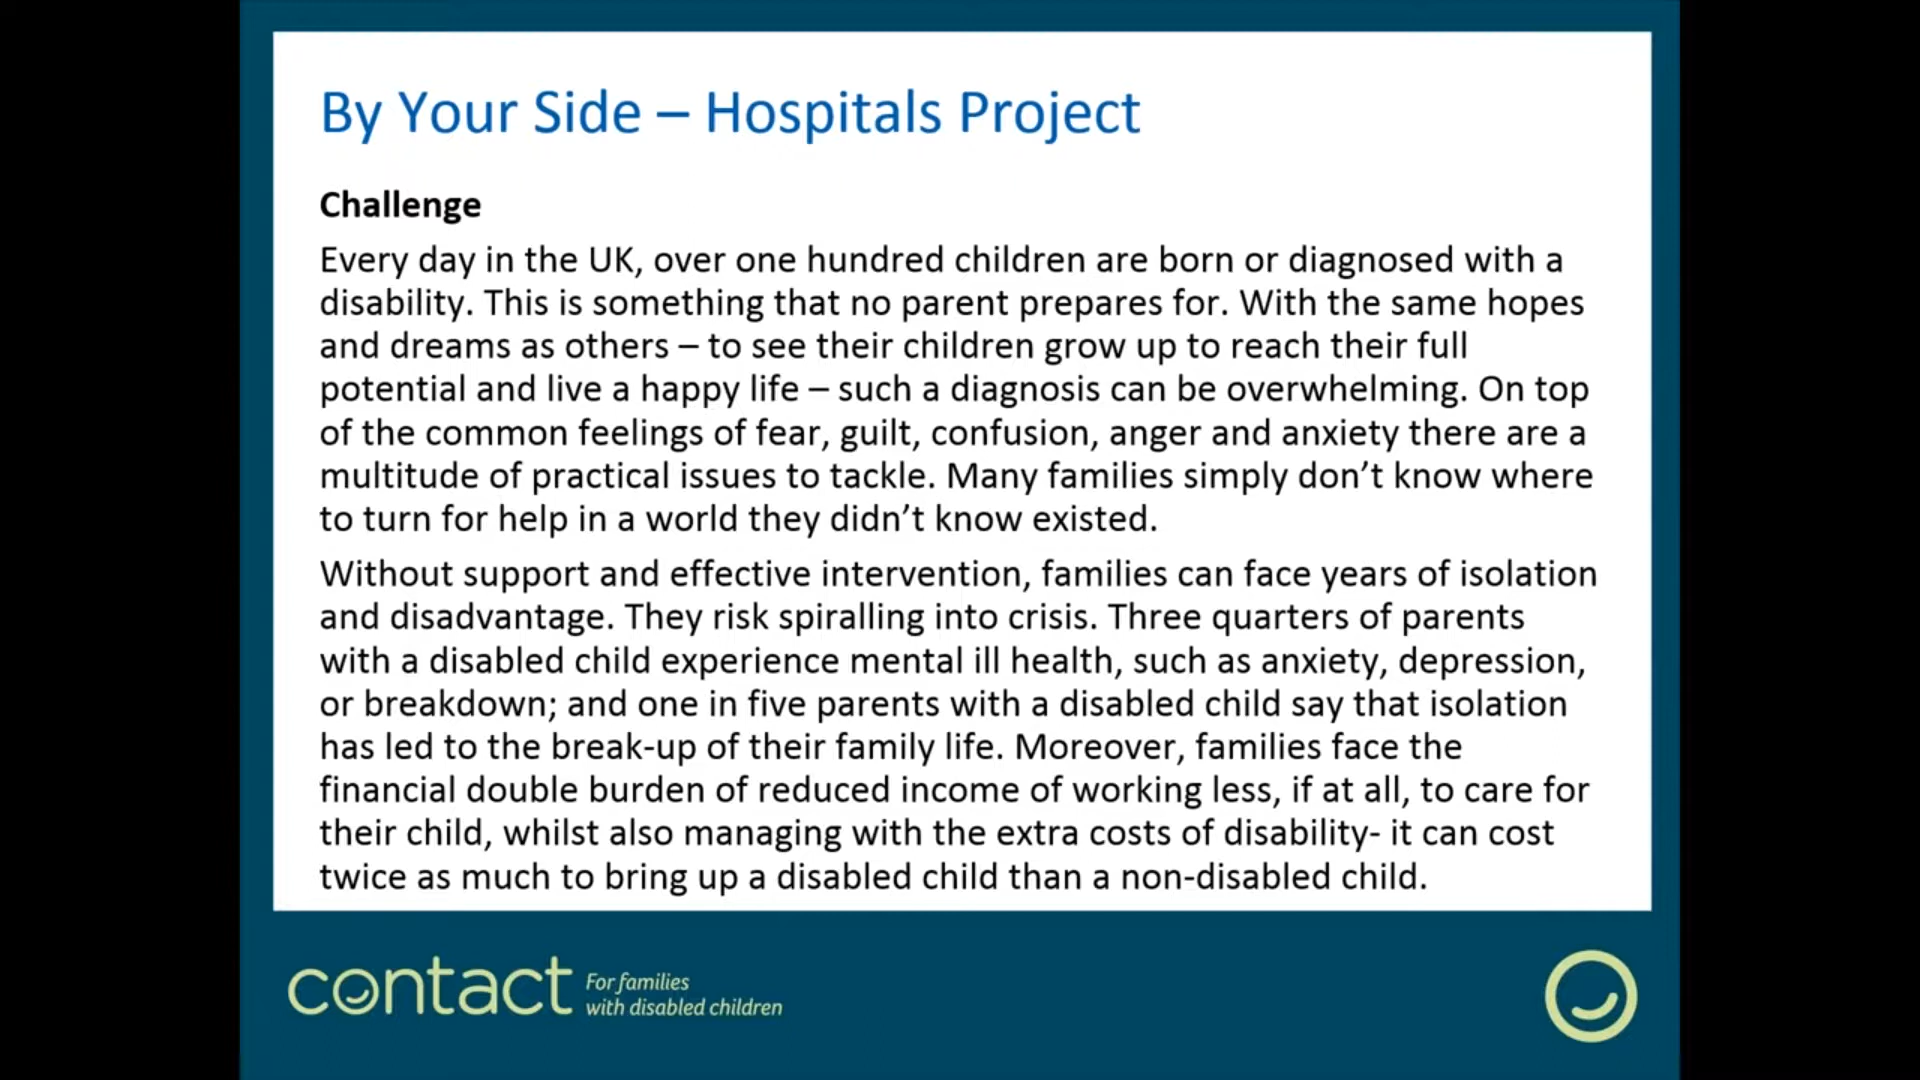 By Your Side – Hospitals Project
Challenge
Every day in the UK, over one hundred children are born or diagnosed with a
disability. This is something that no parent prepares for. With the same hopes
and dreams as others – to see their children grow up to reach their full
potential and live a happy life – such a diagnosis can be overwhelming. On top
of the common feelings of fear, guilt, confusion, anger and anxiety there are a
multitude of practical issues to tackle. Many families simply don’t know where
to turn for help in a world they didn’t know existed.
Without support and effective intervention, families can face years of isolation
and disadvantage. They risk spiralling into crisis. Three quarters of parents
with a disabled child experience mental ill health, such as anxiety, depression,
or breakdown; and one in five parents with a disabled child say that isolation
has led to the break-up of their family life. Moreover, families face the
financial double burden of reduced income of working less, if at all, to care for
their child, whilst also managing with the extra costs of disability- it can cost
twice as much to bring up a disabled child than a non-disabled child.
contact
For families
with disabled children